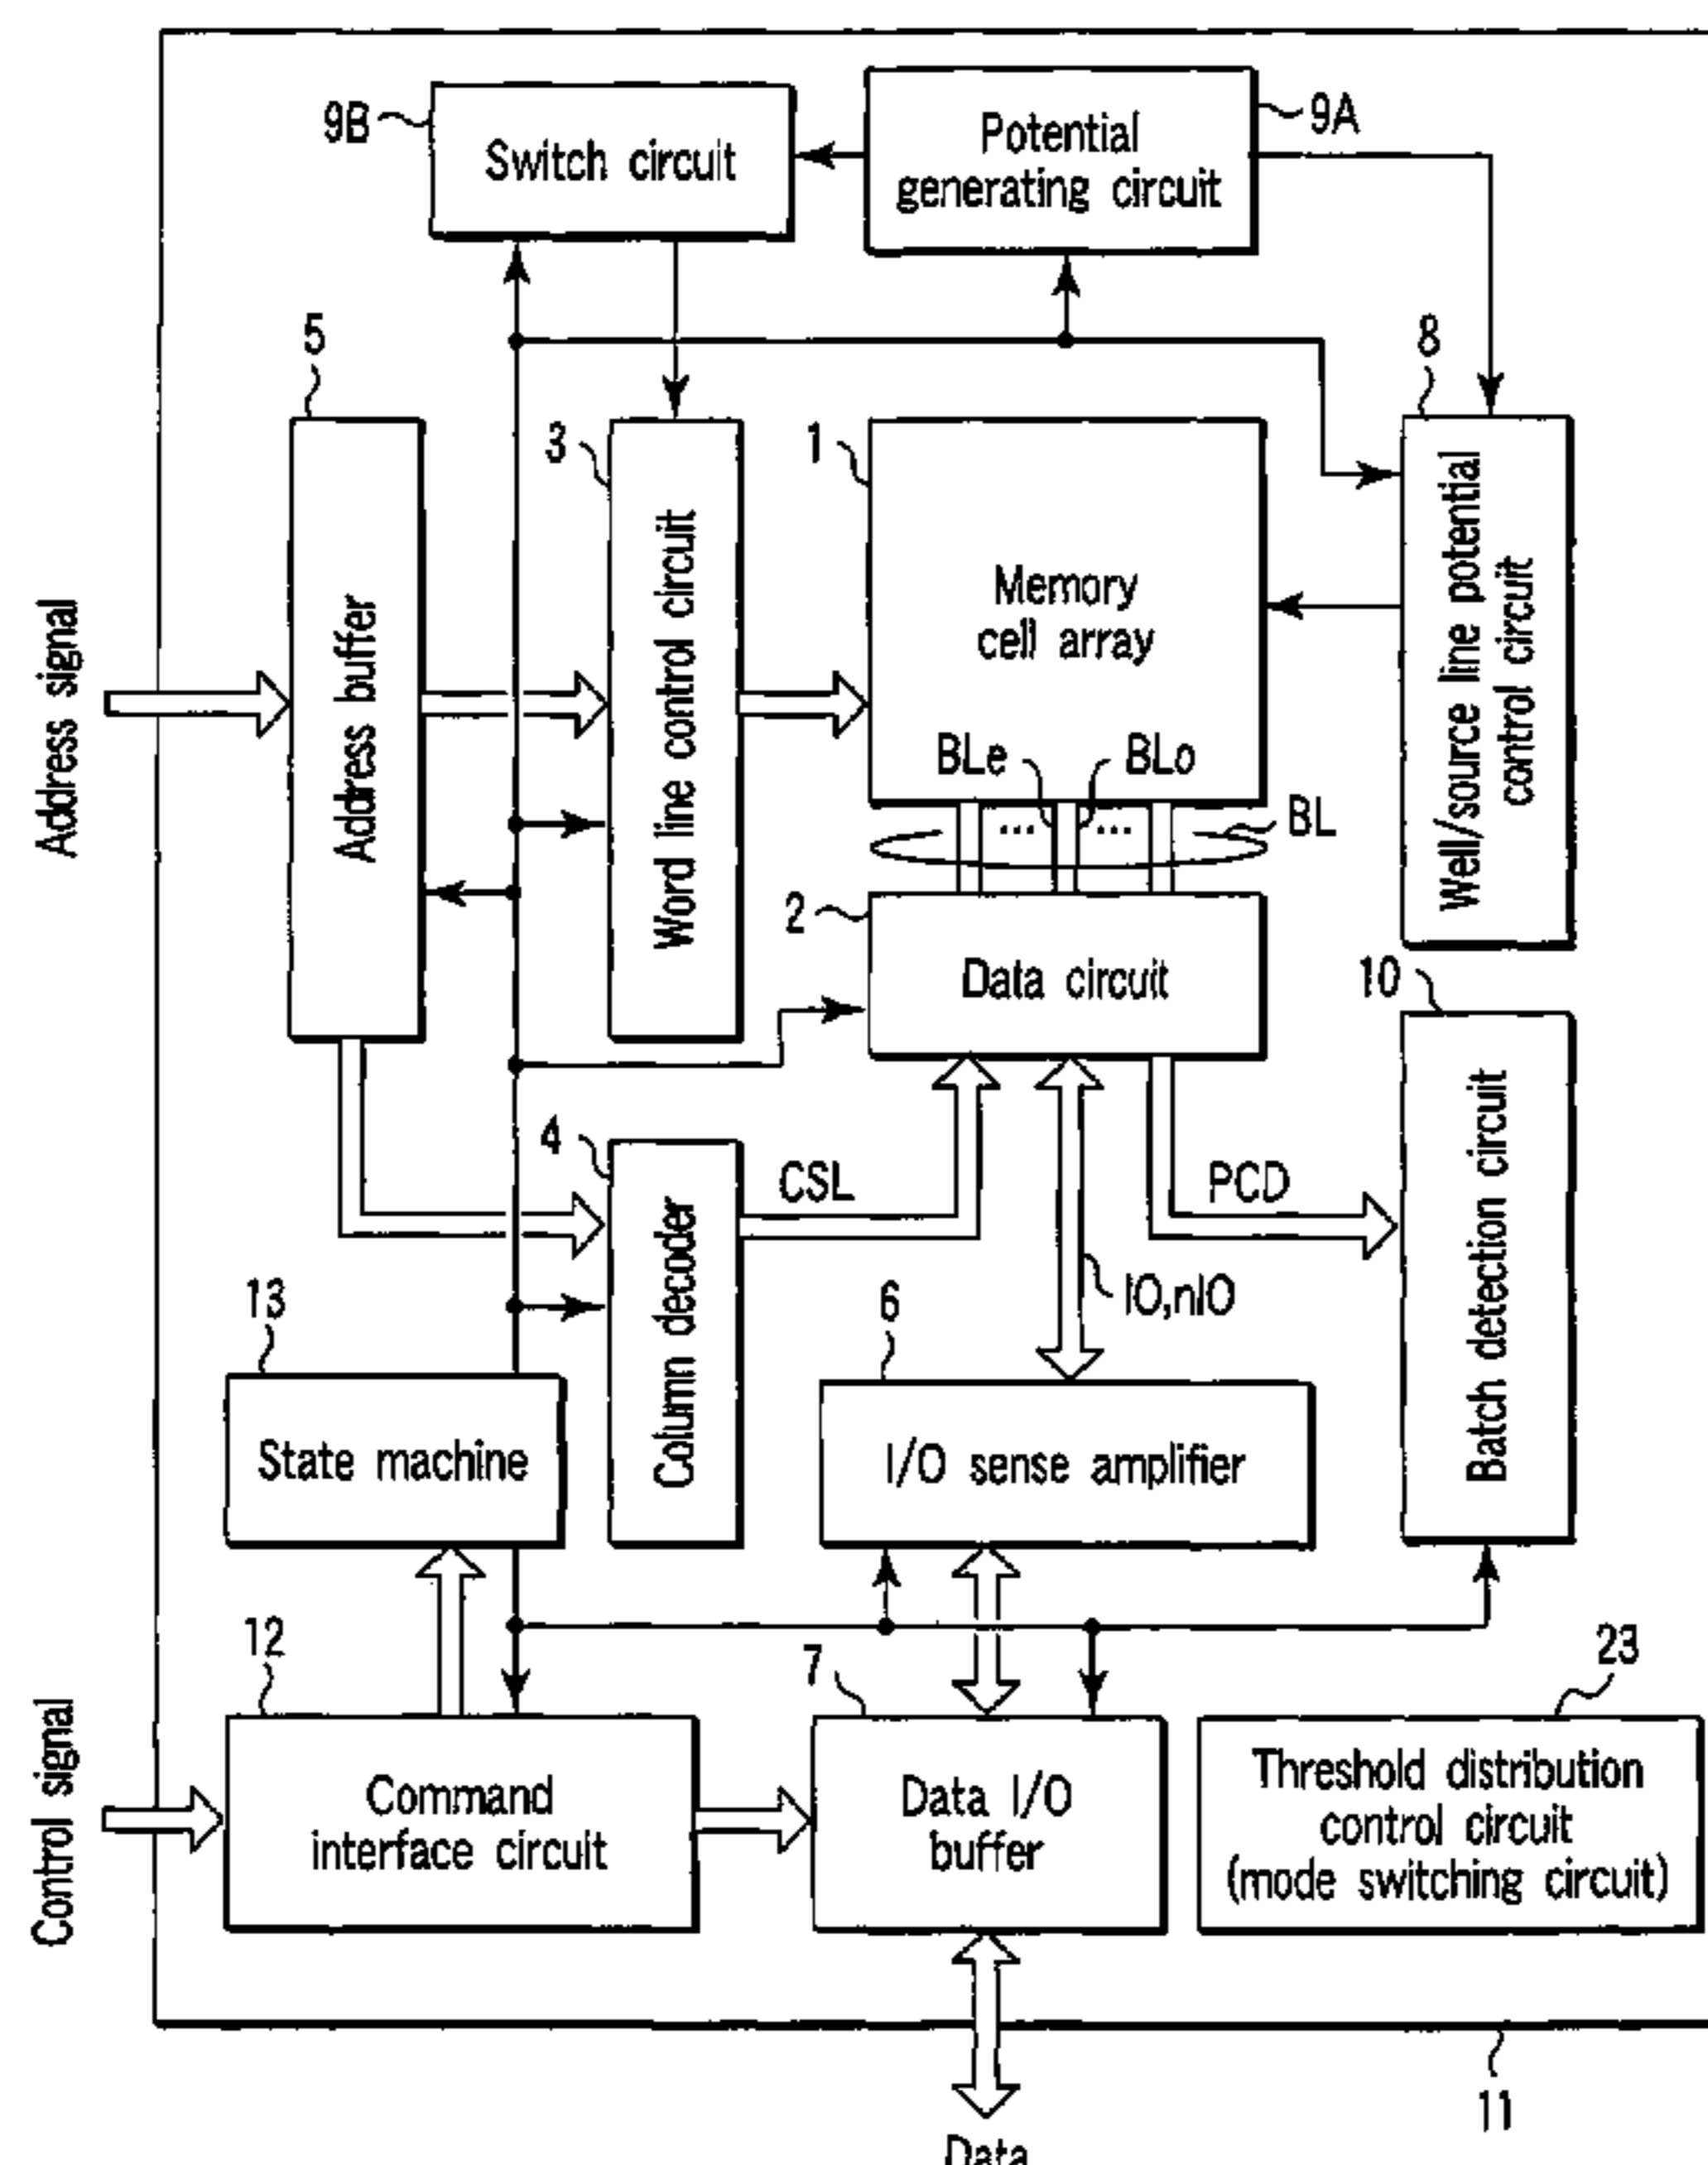 9B
Switch circuit
Potential
generating circuit
9A
5
3
1
8
Address signal
Address buffer
Word line control circuit
Memory
cell array
Well/source line potential
control circuit
BLe
BLo
... ...
BL
2
Data circuit
10
4
CSL
PCD
Column decoder
IO,nIO
Batch detection circuit
13
State machine
6
I/O sense amplifier
12
7
23
Control signal
Command
interface circuit
Data I/O
buffer
Threshold distribution
control circuit
(mode switching circuit)
11
Data